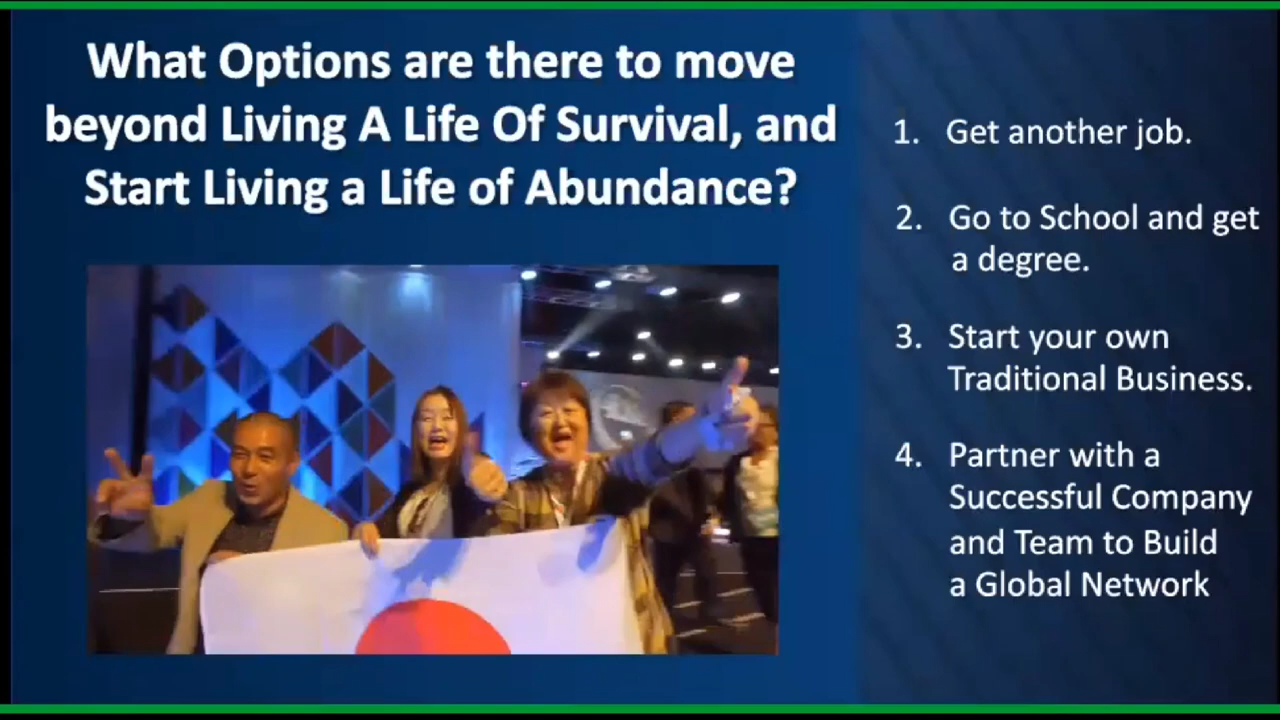 What Options are there to move
beyond Living A Life Of Survival, and
Start Living a Life of Abundance?
1. Get another job.
2. Go to School and get
a degree.
3. Start your own
Traditional Business.
4. Partner with a
Successful Company
and Team to Build
a Global Network